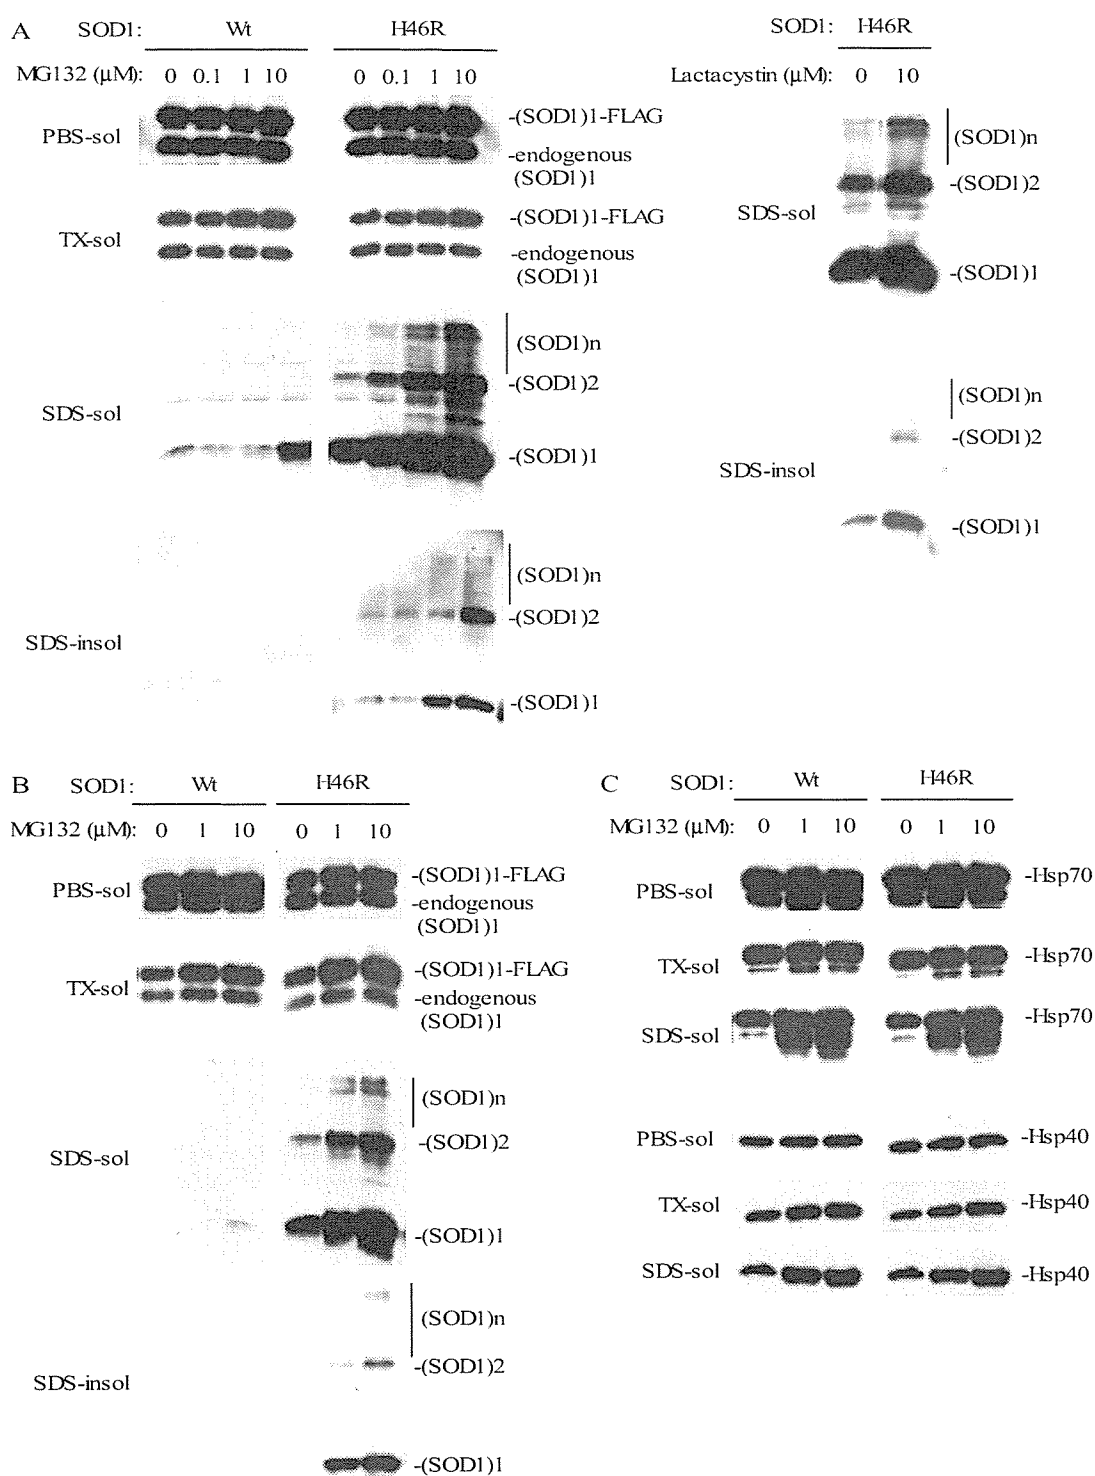 A SOD1: Wt H46R
MG132 (μM): 0 0.1 1 10 0 0.1 1 10
PBS-sol
-(SOD1)1-FLAG
-endogenous
(SOD1)1
TX-sol
-(SOD1)1-FLAG
-endogenous
(SOD1)1
SDS-sol
(SOD1)n
-(SOD1)2
-(SOD1)1
SDS-insol
(SOD1)n
-(SOD1)2
-(SOD1)1
SOD1: H46R
Lactacystin (μM): 0 10
SDS-sol
(SOD1)n
-(SOD1)2
-(SOD1)1
SDS-insol
(SOD1)n
-(SOD1)2
-(SOD1)1
B SOD1: Wt H46R
MG132 (μM): 0 1 10 0 1 10
PBS-sol
-(SOD1)1-FLAG
-endogenous
(SOD1)1
TX-sol
-(SOD1)1-FLAG
-endogenous
(SOD1)1
SDS-sol
(SOD1)n
-(SOD1)2
-(SOD1)1
SDS-insol
(SOD1)n
-(SOD1)2
-(SOD1)1
C SOD1: Wt H46R
MG132 (μM): 0 1 10 0 1 10
PBS-sol -Hsp70
TX-sol -Hsp70
SDS-sol -Hsp70
PBS-sol -Hsp40
TX-sol -Hsp40
SDS-sol -Hsp40